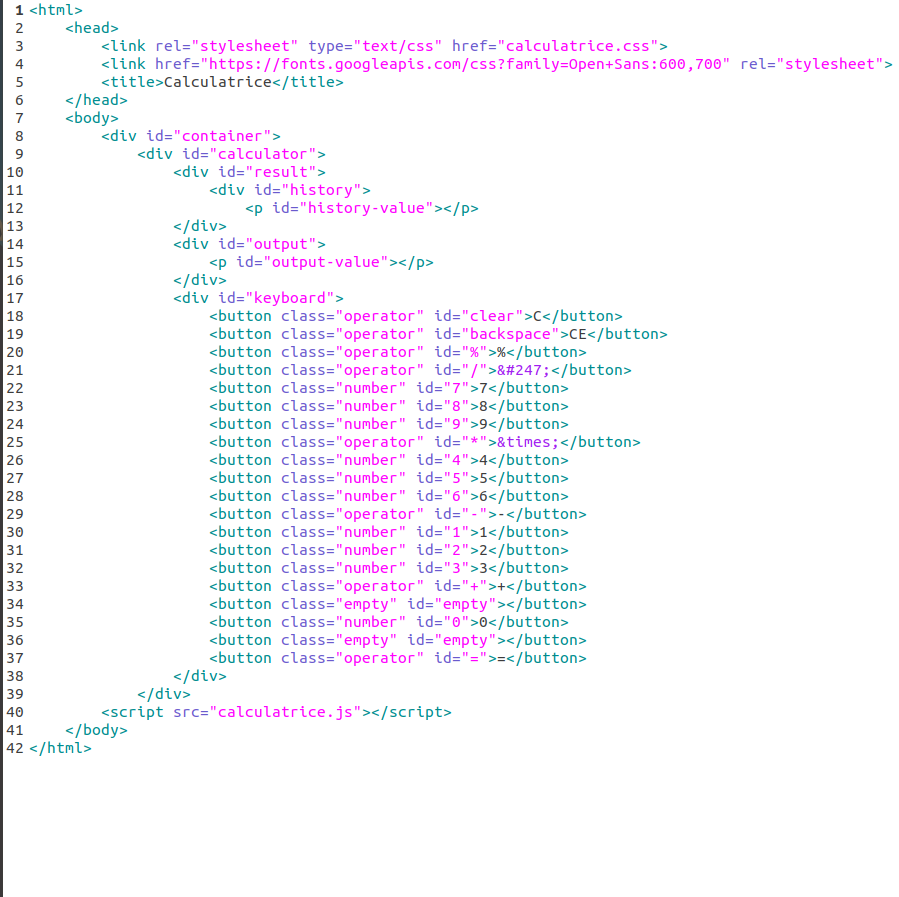 1 <html>
2     <head>
3         <link rel="stylesheet" type="text/css" href="calculatrice.css">
4         <link href="https://fonts.googleapis.com/css?family=Open+Sans:600,700" rel="stylesheet">
5         <title>Calculatrice</title>
6     </head>
7     <body>
8         <div id="container">
9             <div id="calculator">
10                 <div id="result">
11                     <div id="history">
12                         <p id="history-value"></p>
13                 </div>
14                 <div id="output">
15                     <p id="output-value"></p>
16                 </div>
17                 <div id="keyboard">
18                     <button class="operator" id="clear">C</button>
19                     <button class="operator" id="backspace">CE</button>
20                     <button class="operator" id="%">%</button>
21                     <button class="operator" id="/">&#247;</button>
22                     <button class="number" id="7">7</button>
23                     <button class="number" id="8">8</button>
24                     <button class="number" id="9">9</button>
25                     <button class="operator" id="*">&times;</button>
26                     <button class="number" id="4">4</button>
27                     <button class="number" id="5">5</button>
28                     <button class="number" id="6">6</button>
29                     <button class="operator" id="-">-</button>
30                     <button class="number" id="1">1</button>
31                     <button class="number" id="2">2</button>
32                     <button class="number" id="3">3</button>
33                     <button class="operator" id="+">+</button>
34                     <button class="empty" id="empty"></button>
35                     <button class="number" id="0">0</button>
36                     <button class="empty" id="empty"></button>
37                     <button class="operator" id="=">=</button>
38                 </div>
39             </div>
40         <script src="calculatrice.js"></script>
41     </body>
42 </html>